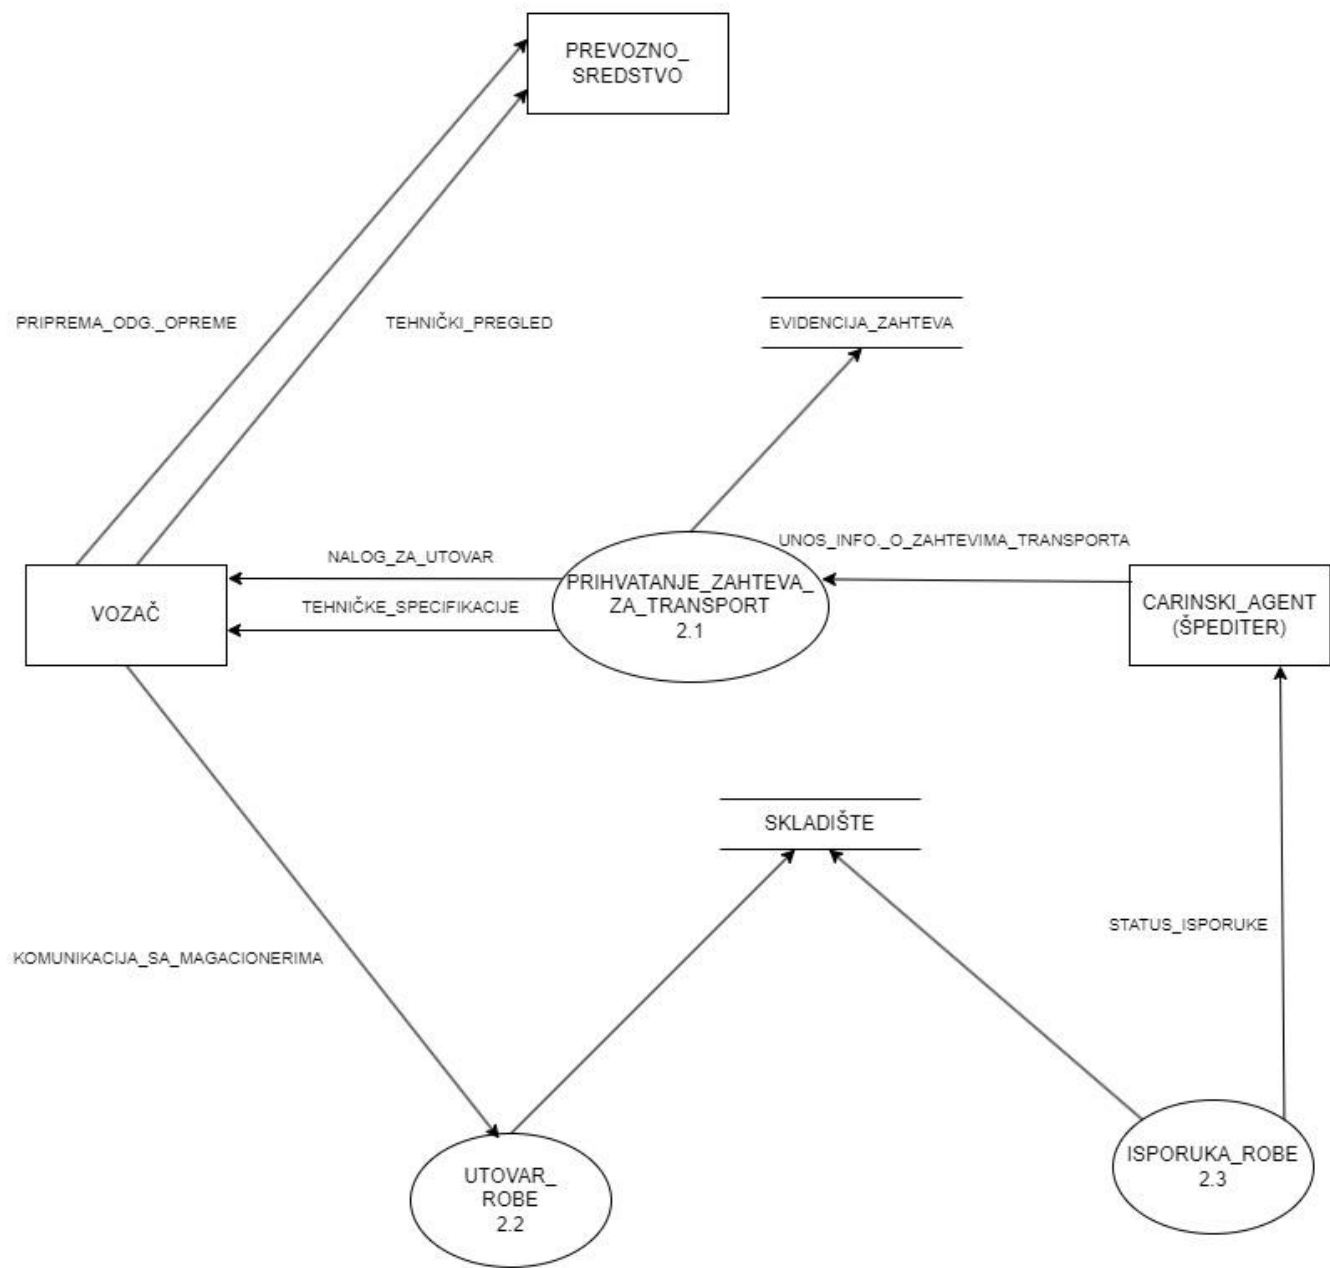 PREVOZNO_
SREDSTVO
PRIPREMA_ODG._OPREME
TEHNIČKI_PREGLED
EVIDENCIJA_ZAHTEVA
UNOS_INFO._O_ZAHTEVIMA_TRANSPORTA
NALOG_ZA_UTOVAR
TEHNIČKE_SPECIFIKACIJE
VOZAČ
PRIHVATANJE_ZAHTEVA_
ZA_TRANSPORT
2.1
CARINSKI_AGENT
(ŠPEDITER)
SKLADIŠTE
STATUS_ISPORUKE
KOMUNIKACIJA_SA_MAGACIONERIMA
UTOVAR_
ROBE
2.2
ISPORUKA_ROBE
2.3